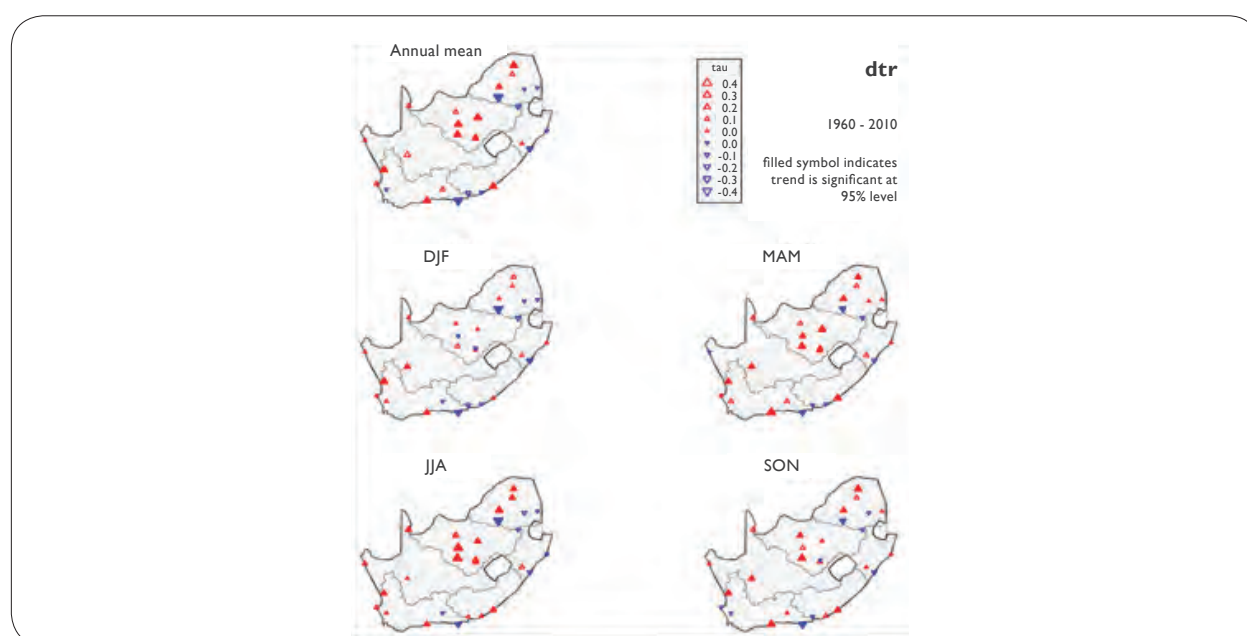 Annual mean
tau
0.4
0.3
0.2
0.1
0.0
0.0
-0.1
-0.2
-0.3
-0.4
dtr
1960 - 2010
filled symbol indicates
trend is significant at
95% level
DJF
MAM
JJA
SON